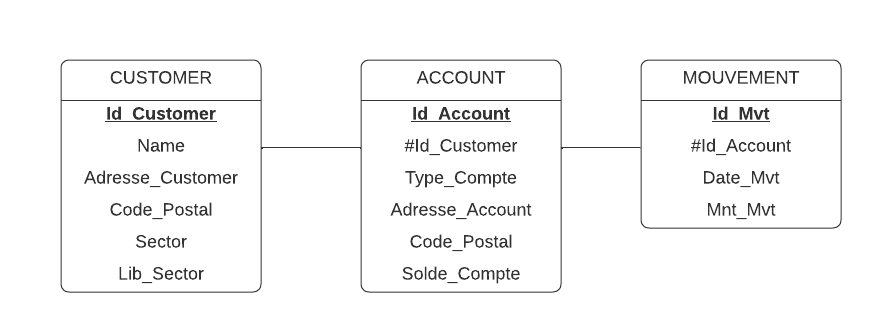 CUSTOMER
Id_Customer
Name
Adresse_Customer
Code_Postal
Sector
Lib_Sector
ACCOUNT
Id_Account
#Id_Customer
Type_Compte
Adresse_Account
Code_Postal
Solde_Compte
MOUVEMENT
Id_Mvt
#Id_Account
Date_Mvt
Mnt_Mvt